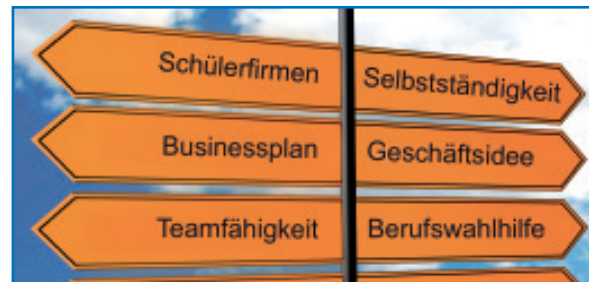 Schülerfirmen
Selbstständigkeit
Businessplan
Geschäftsidee
Teamfähigkeit
Berufswahlhilfe